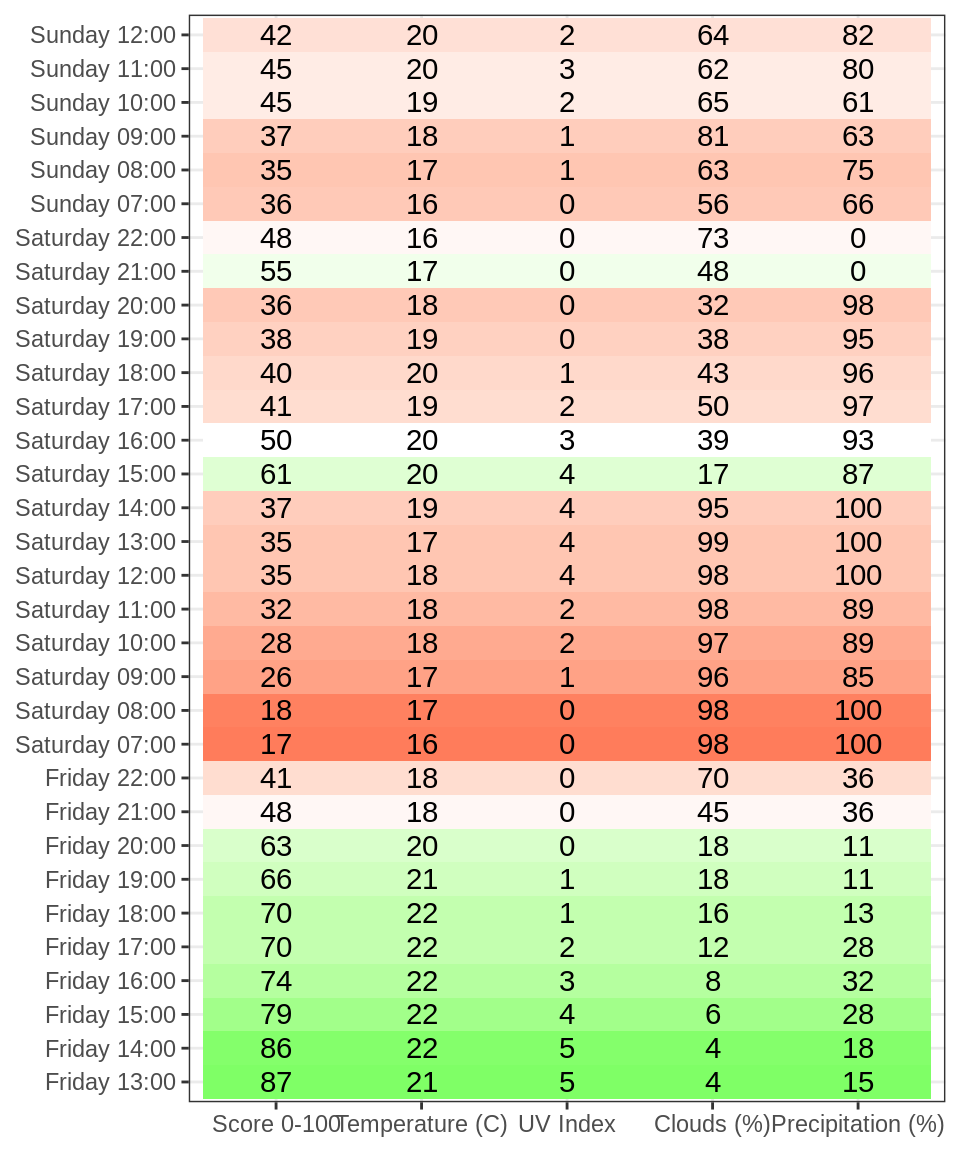 Sunday 12:00 42 20 2 64 82
Sunday 11:00 45 20 3 62 80
Sunday 10:00 45 19 2 65 61
Sunday 09:00 37 18 1 81 63
Sunday 08:00 35 17 1 63 75
Sunday 07:00 36 16 0 56 66
Saturday 22:00 48 16 0 73 0
Saturday 21:00 55 17 0 48 0
Saturday 20:00 36 18 0 32 98
Saturday 19:00 38 19 0 38 95
Saturday 18:00 40 20 1 43 96
Saturday 17:00 41 19 2 50 97
Saturday 16:00 50 20 3 39 93
Saturday 15:00 61 20 4 17 87
Saturday 14:00 37 19 4 95 100
Saturday 13:00 35 17 4 99 100
Saturday 12:00 35 18 4 98 100
Saturday 11:00 32 18 2 98 89
Saturday 10:00 28 18 2 97 89
Saturday 09:00 26 17 1 96 85
Saturday 08:00 18 17 0 98 100
Saturday 07:00 17 16 0 98 100
Friday 22:00 41 18 0 70 36
Friday 21:00 48 18 0 45 36
Friday 20:00 63 20 0 18 11
Friday 19:00 66 21 1 18 11
Friday 18:00 70 22 1 16 13
Friday 17:00 70 22 2 12 28
Friday 16:00 74 22 3 8 32
Friday 15:00 79 22 4 6 28
Friday 14:00 86 22 5 4 18
Friday 13:00 87 21 5 4 15
Score 0-100 Temperature (C) UV Index Clouds (%) Precipitation (%)